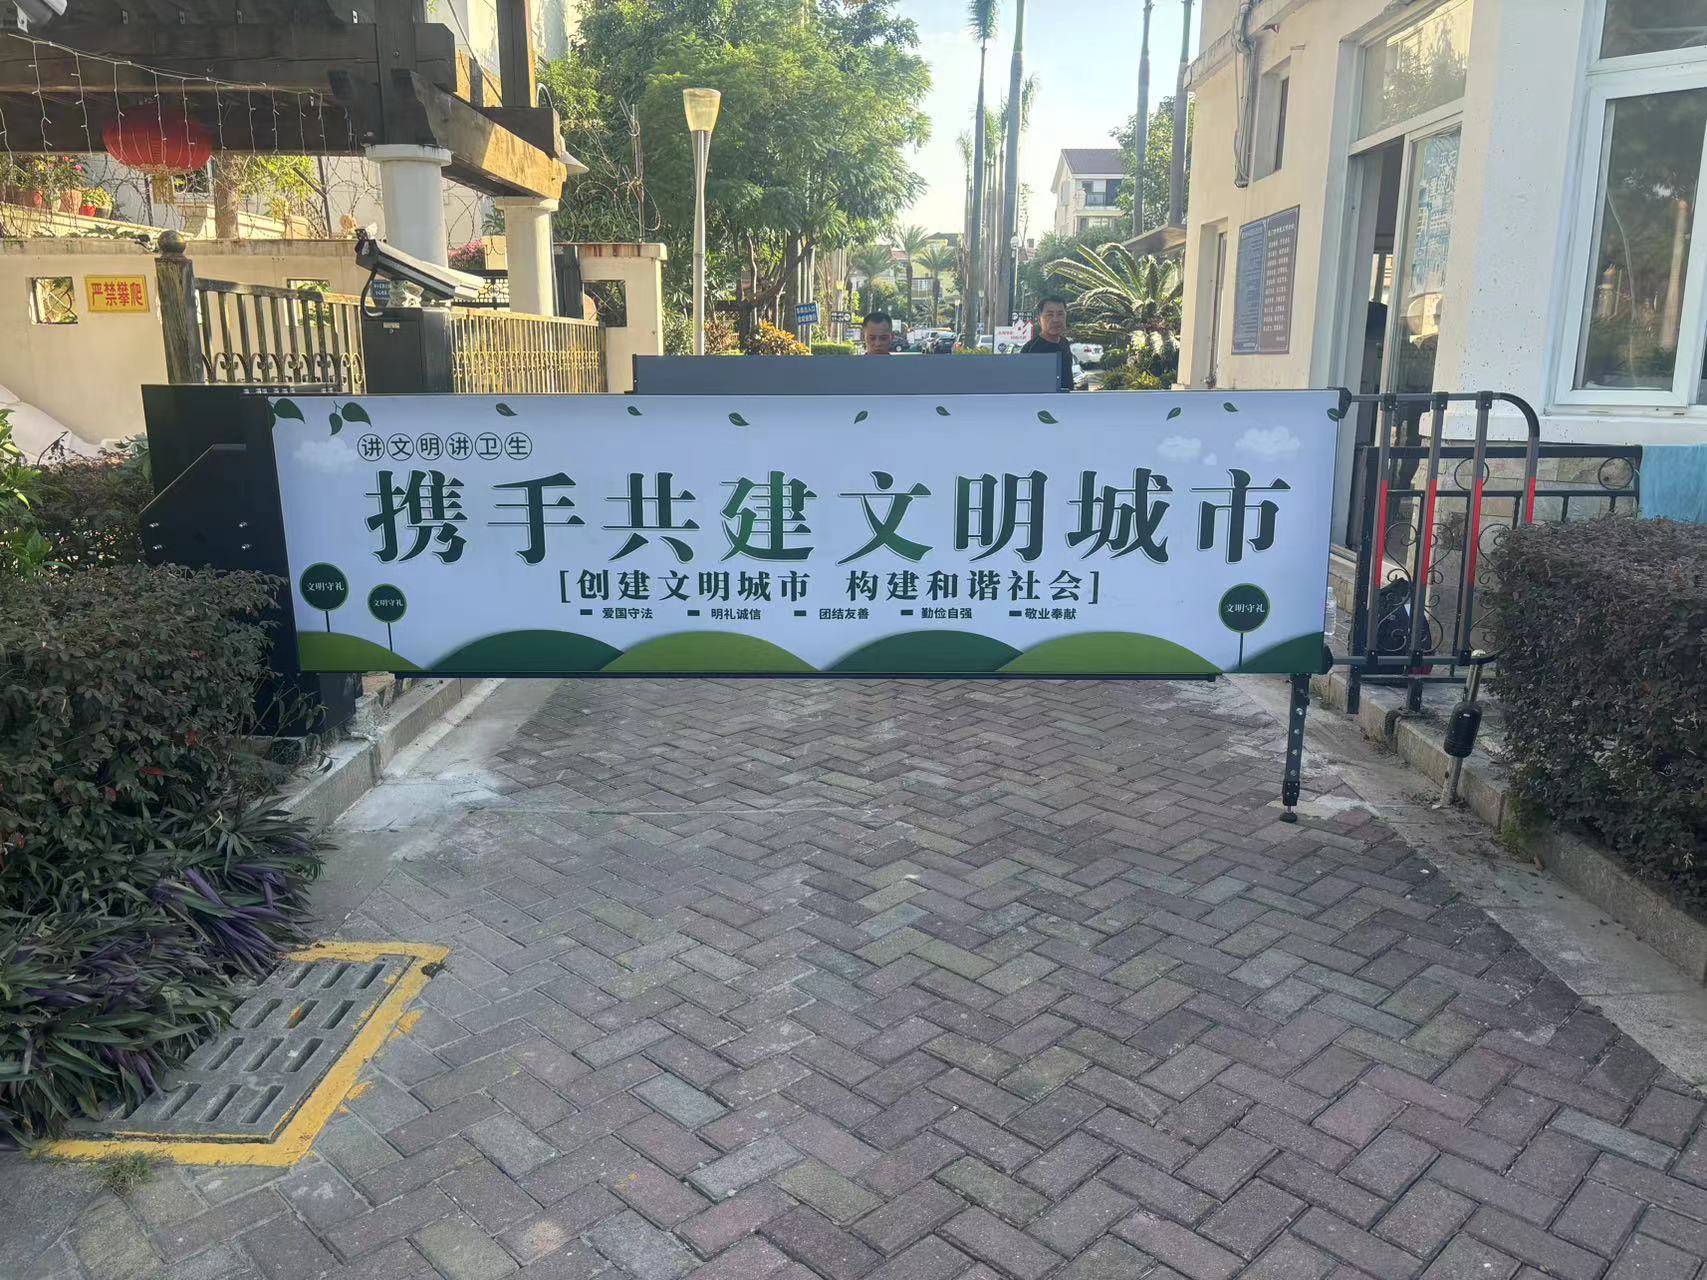 严禁攀爬
讲文明讲卫生
携手共建文明城市
[创建文明城市 构建和谐社会]
爱国守法 明礼诚信 团结友善 勤俭自强 敬业奉献
文明守礼
文明守礼
文明守礼